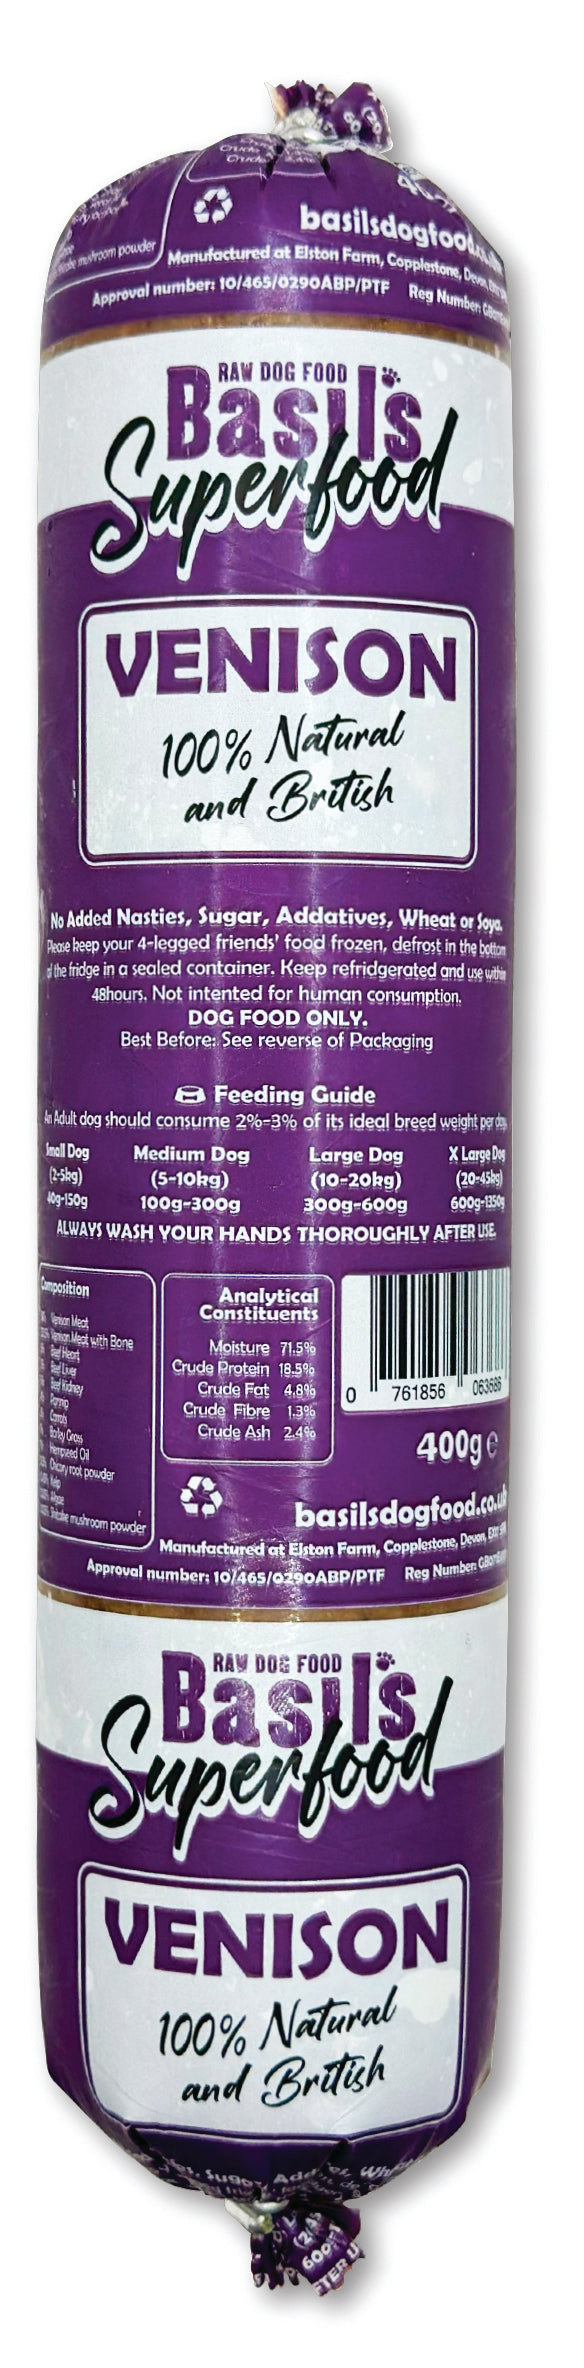 basilsdogfood.co.uk
mushroom powder
Manufactured at Elston Farm, Copplestone, Devon,
Approval number: 10/465/0290ABP/PTF Reg Number:
RAW DOG FOOD
Basil's
Superfood
VENISON
100% Natural
and British
No Added Nasties, Sugar, Addatives, Wheat or Soya.
Please keep your 4-legged friends' food frozen, defrost in the bottom
of the fridge in a sealed container. Keep refridgerated and use within
48hours. Not intented for human consumption.
DOG FOOD ONLY.
Best Before: See reverse of Packaging
Feeding Guide
An Adult dog should consume 2%-3% of its ideal breed weight per day.
Small Dog Medium Dog Large Dog X Large Dog
(2-5kg) (5-10kg) (10-20kg) (20-45kg)
40g-150g 100g-300g 300g-600g 600g-1350g
ALWAYS WASH YOUR HANDS THOROUGHLY AFTER USE.
Composition
Venison Meat
Venison Meat with Bone
Beef Heart
Beef Liver
Beef Kidney
Parsnip
Carrots
Barley Grass
Hempseed Oil
Chicory root powder
Kelp
Algae
Shiitake mushroom powder
Analytical
Constituents
Moisture 71.5%
Crude Protein 18.5%
Crude Fat 4.8%
Crude Fibre 1.3%
Crude Ash 2.4%
0 761856 063686
400g e
basilsdogfood.co.uk
Manufactured at Elston Farm, Copplestone, Devon,
Approval number: 10/465/0290ABP/PTF Reg Number:
RAW DOG FOOD
Basil's
Superfood
VENISON
100% Natural
and British